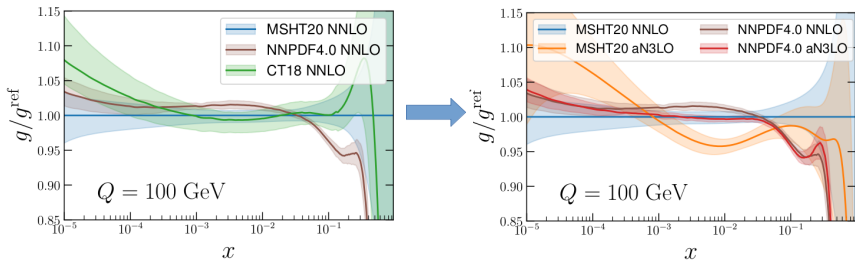 1.15
1.10
1.05
1.00
0.95
0.90
0.85
g/g^ref
MSHT20 NNLO
NNPDF4.0 NNLO
CT18 NNLO
Q = 100 GeV
10⁻⁵ 10⁻⁴ 10⁻³ 10⁻² 10⁻¹
x
1.15
1.10
1.05
1.00
0.95
0.90
0.85
g/g^ref
MSHT20 NNLO NNPDF4.0 NNLO
MSHT20 aN3LO NNPDF4.0 aN3LO
Q = 100 GeV
10⁻⁵ 10⁻⁴ 10⁻³ 10⁻² 10⁻¹
x